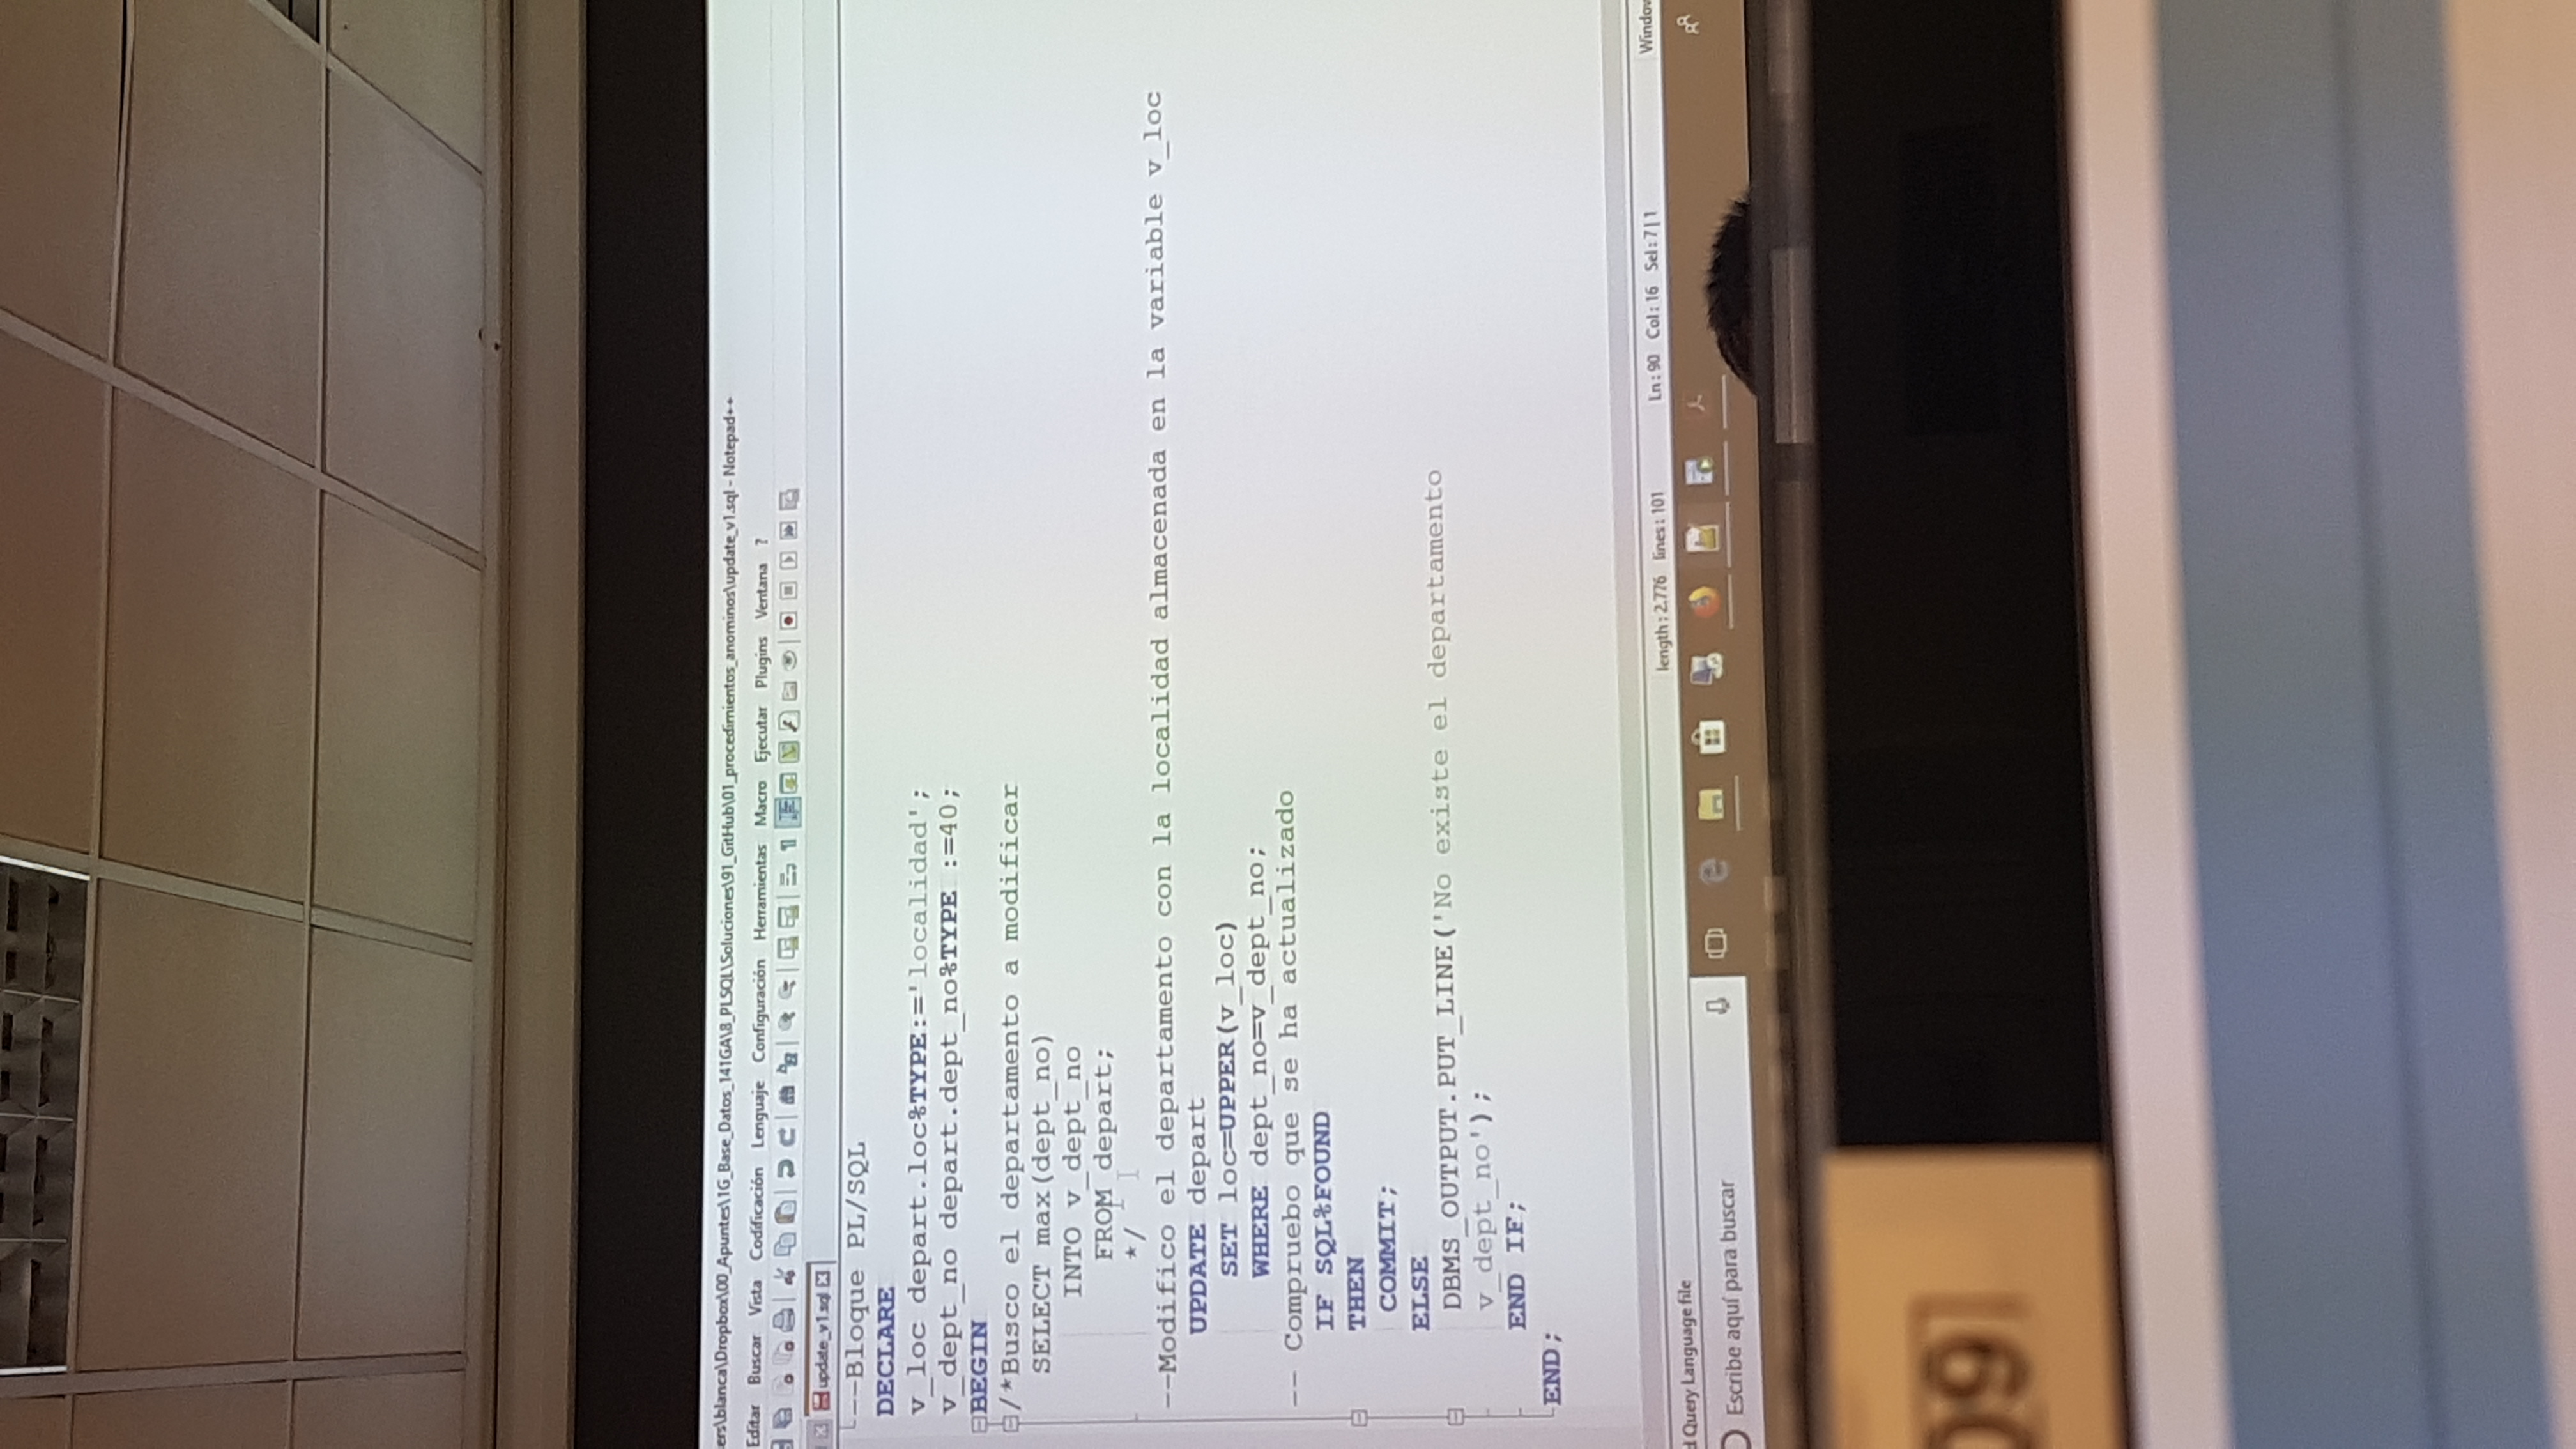 ers\blanca\Dropbox\00_Apuntes\1G_Base_Datos_141GA\8_PLSQL\Soluciones\91_GitHub\01_procedimientos_anominos\update_v1.sql - Notepad++
Editar Buscar Vista Codificación Lenguaje Configuración Herramientas Macro Ejecutar Plugins Ventana ?
update_v1.sql
--Bloque PL/SQL
DECLARE
v_loc depart.loc%TYPE:='localidad';
v_dept_no depart.dept_no%TYPE :=40;
BEGIN
/*Busco el departamento a modificar
SELECT max(dept_no)
INTO v_dept_no
FROM depart;
*/
--Modifico el departamento con la localidad almacenada en la variable v_loc
UPDATE depart
SET loc=UPPER(v_loc)
WHERE dept_no=v_dept_no;
-- Compruebo que se ha actualizado
IF SQL%FOUND
THEN
COMMIT;
ELSE
DBMS_OUTPUT.PUT_LINE('No existe el departamento
v_dept_no');
END IF;
END;
d Query Language file length : 2.776 lines : 101 Ln : 90 Col : 16 Sel : 7 | 1 Window
Escribe aquí para buscar
09